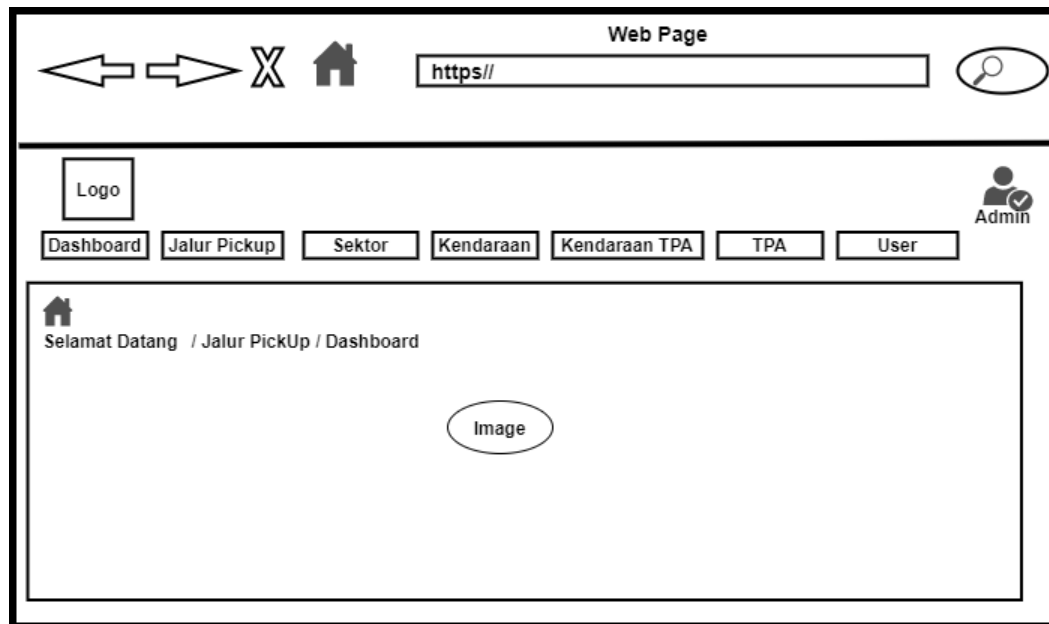 Web Page
https//
Logo
Admin
Dashboard Jalur Pickup Sektor Kendaraan Kendaraan TPA TPA User
Selamat Datang / Jalur PickUp / Dashboard
Image